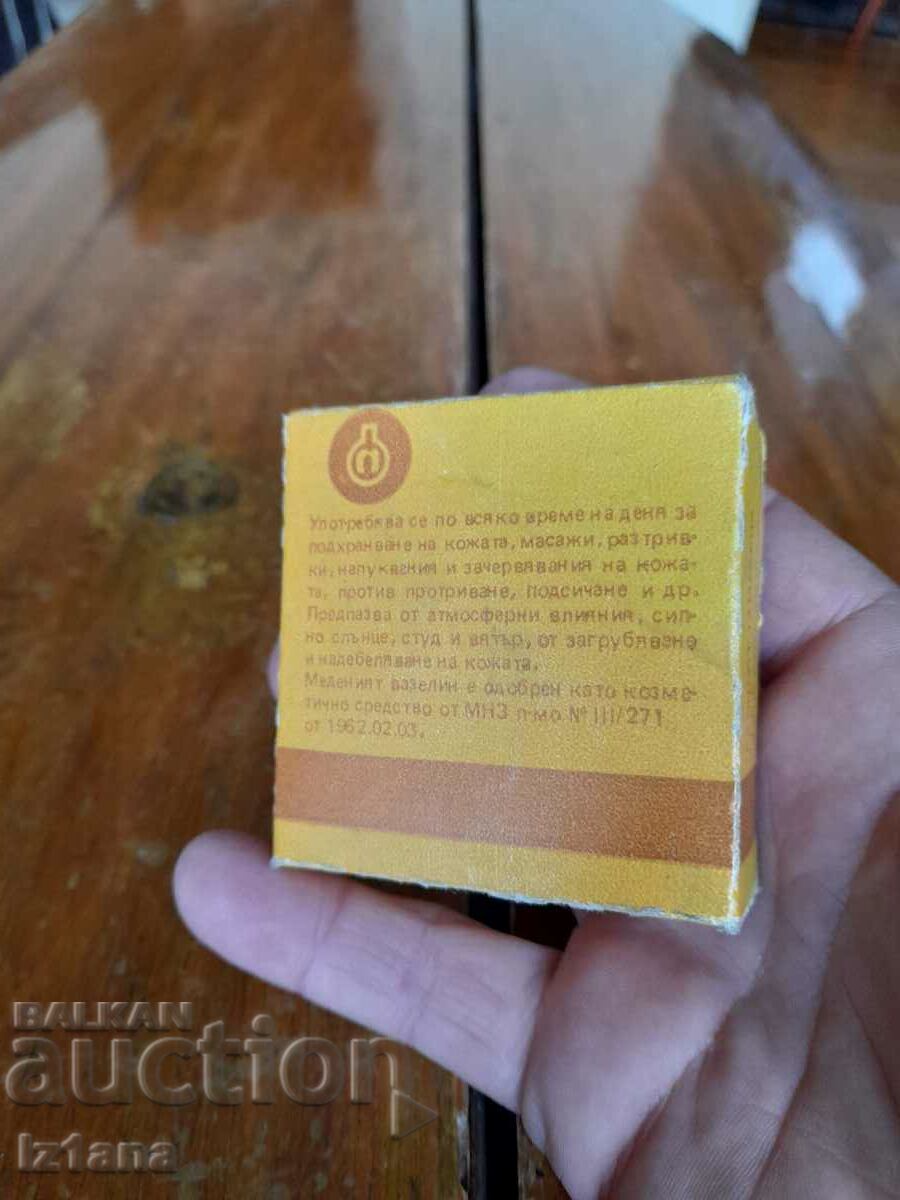 Употребява се по всяко време на деня за
подхранване на кожата, масажи, разтрив-
ки, напуквания и зачервявания на кожа-
та, против протриване, подсичане и др.
Предпазва от атмосферни влияния, сил-
но слънце, студ и вятър, от загрубяване
и надебеляване на кожата.
Меденият вазелин е одобрен като козме-
тично средство от МНЗ п-мо № III/271
от 1962.02.03.
BALKAN
auction
Iz1ana